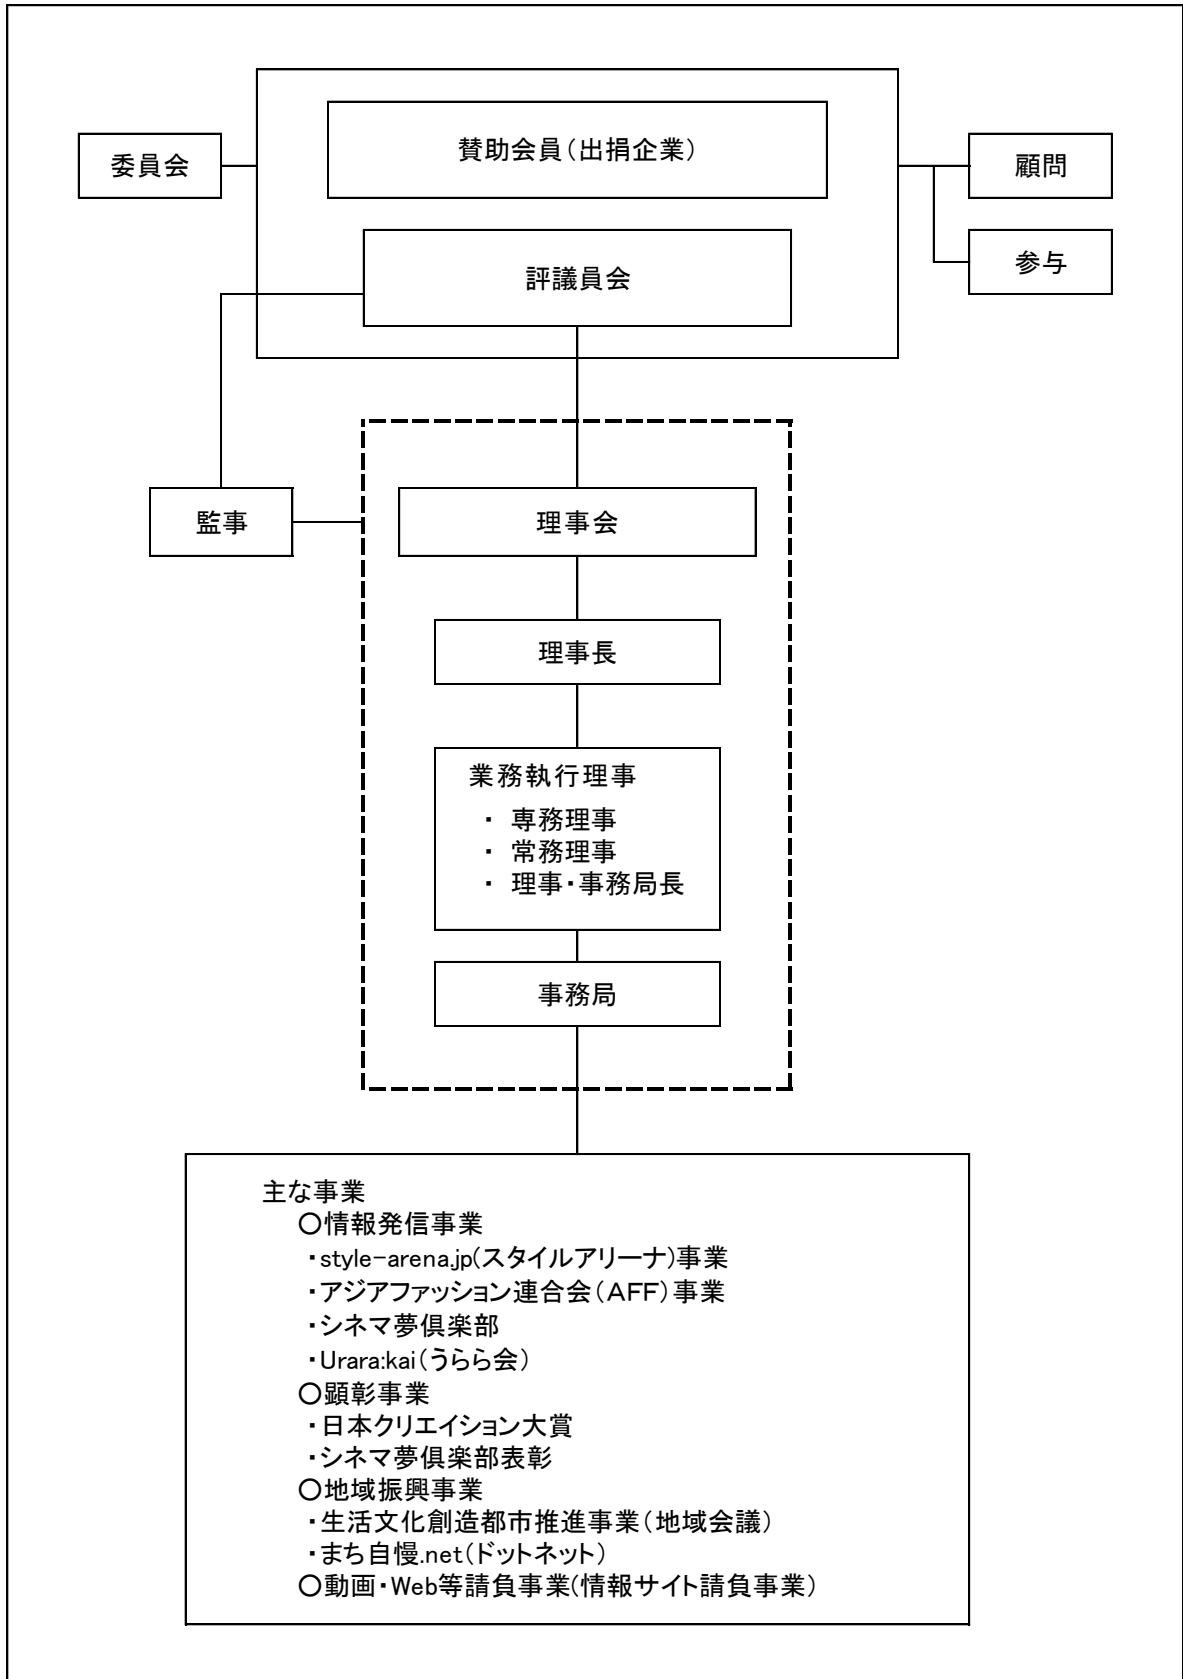 賛助会員（出捐企業）
委員会
顧問
参与
評議員会
監事
理事会
理事長
業務執行理事
・ 専務理事
・ 常務理事
・ 理事・事務局長
事務局
主な事業
○情報発信事業
・style-arena.jp(スタイルアリーナ)事業
・アジアファッション連合会（AFF）事業
・シネマ夢倶楽部
・Urara:kai（うらら会）
○顕彰事業
・日本クリエイション大賞
・シネマ夢倶楽部表彰
○地域振興事業
・生活文化創造都市推進事業（地域会議）
・まち自慢.net（ドットネット）
○動画・Web等請負事業(情報サイト請負事業）